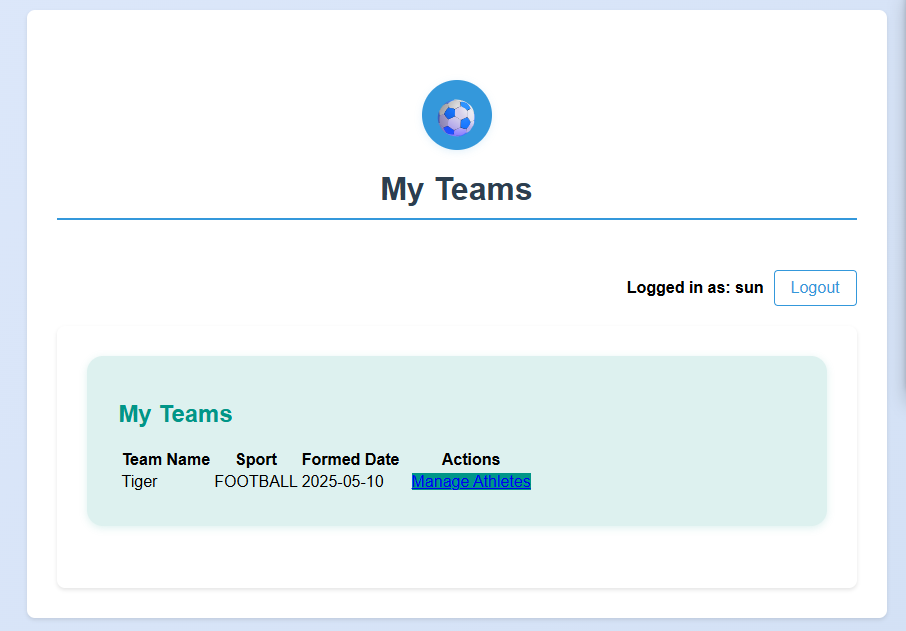 My Teams
Logged in as: sun Logout
My Teams
Team Name Sport Formed Date Actions
Tiger FOOTBALL 2025-05-10 Manage Athletes